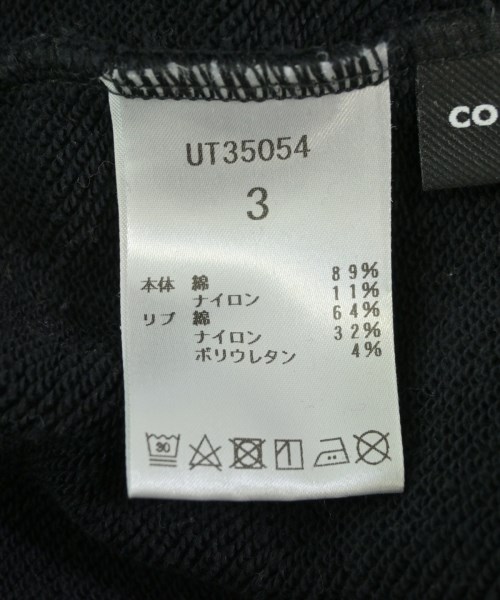 UT35054
3
本体 綿 89%
ナイロン 11%
リブ 綿 64%
ナイロン 32%
ポリウレタン 4%
30
CO